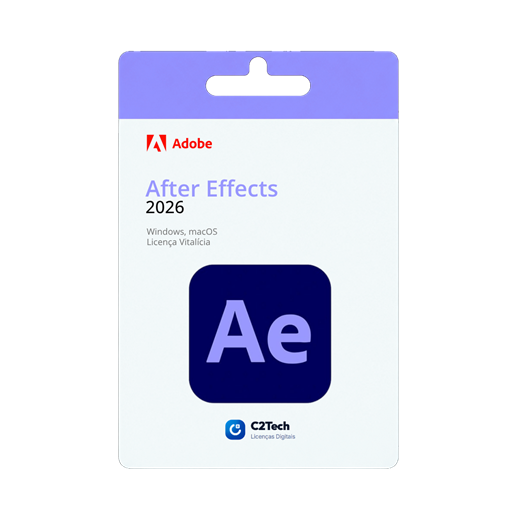 Adobe
After Effects
2026
Windows, macOS
Licença Vitalícia
Ae
C2Tech
Licenças Digitais